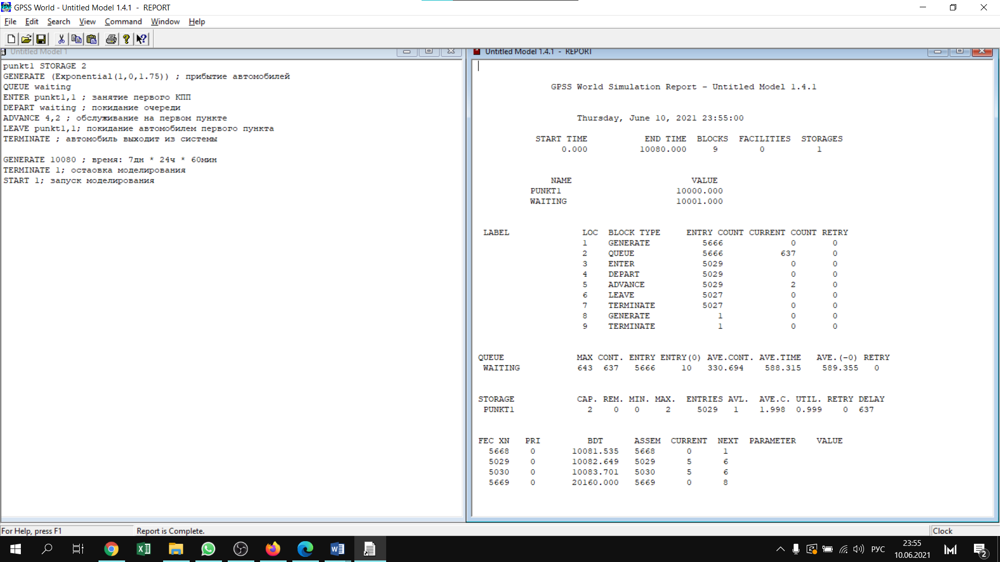 GPSS World - Untitled Model 1.4.1 - REPORT
File Edit Search View Command Window Help
Untitled Model 1
punkt1 STORAGE 2
GENERATE (Exponential(1,0,1.75)) ; прибытие автомобилей
QUEUE waiting
ENTER punkt1,1 ; занятие первого КПП
DEPART waiting ; покидание очереди
ADVANCE 4,2 ; обслуживание на первом пункте
LEAVE punkt1,1; покидание автомобилем первого пункта
TERMINATE ; автомобиль выходит из системы
GENERATE 10080 ; время: 7дн * 24ч * 60мин
TERMINATE 1; остаовка моделирования
START 1; запуск моделирования
Untitled Model 1.4.1 - REPORT
GPSS World Simulation Report - Untitled Model 1.4.1
Thursday, June 10, 2021 23:55:00
START TIME END TIME BLOCKS FACILITIES STORAGES
0.000 10080.000 9 0 1
NAME VALUE
PUNKT1 10000.000
WAITING 10001.000
LABEL LOC BLOCK TYPE ENTRY COUNT CURRENT COUNT RETRY
1 GENERATE 5666 0 0
2 QUEUE 5666 637 0
3 ENTER 5029 0 0
4 DEPART 5029 0 0
5 ADVANCE 5029 2 0
6 LEAVE 5027 0 0
7 TERMINATE 5027 0 0
8 GENERATE 1 0 0
9 TERMINATE 1 0 0
QUEUE MAX CONT. ENTRY ENTRY(0) AVE.CONT. AVE.TIME AVE.(-0) RETRY
WAITING 643 637 5666 10 330.694 588.315 589.355 0
STORAGE CAP. REM. MIN. MAX. ENTRIES AVL. AVE.C. UTIL. RETRY DELAY
PUNKT1 2 0 0 2 5029 1 1.998 0.999 0 637
FEC XN PRI BDT ASSEM CURRENT NEXT PARAMETER VALUE
5668 0 10081.535 5668 0 1
5029 0 10082.649 5029 5 6
5030 0 10083.701 5030 5 6
5669 0 20160.000 5669 0 8
For Help, press F1 Report is Complete. Clock
РУС
23:55
10.06.2021
2